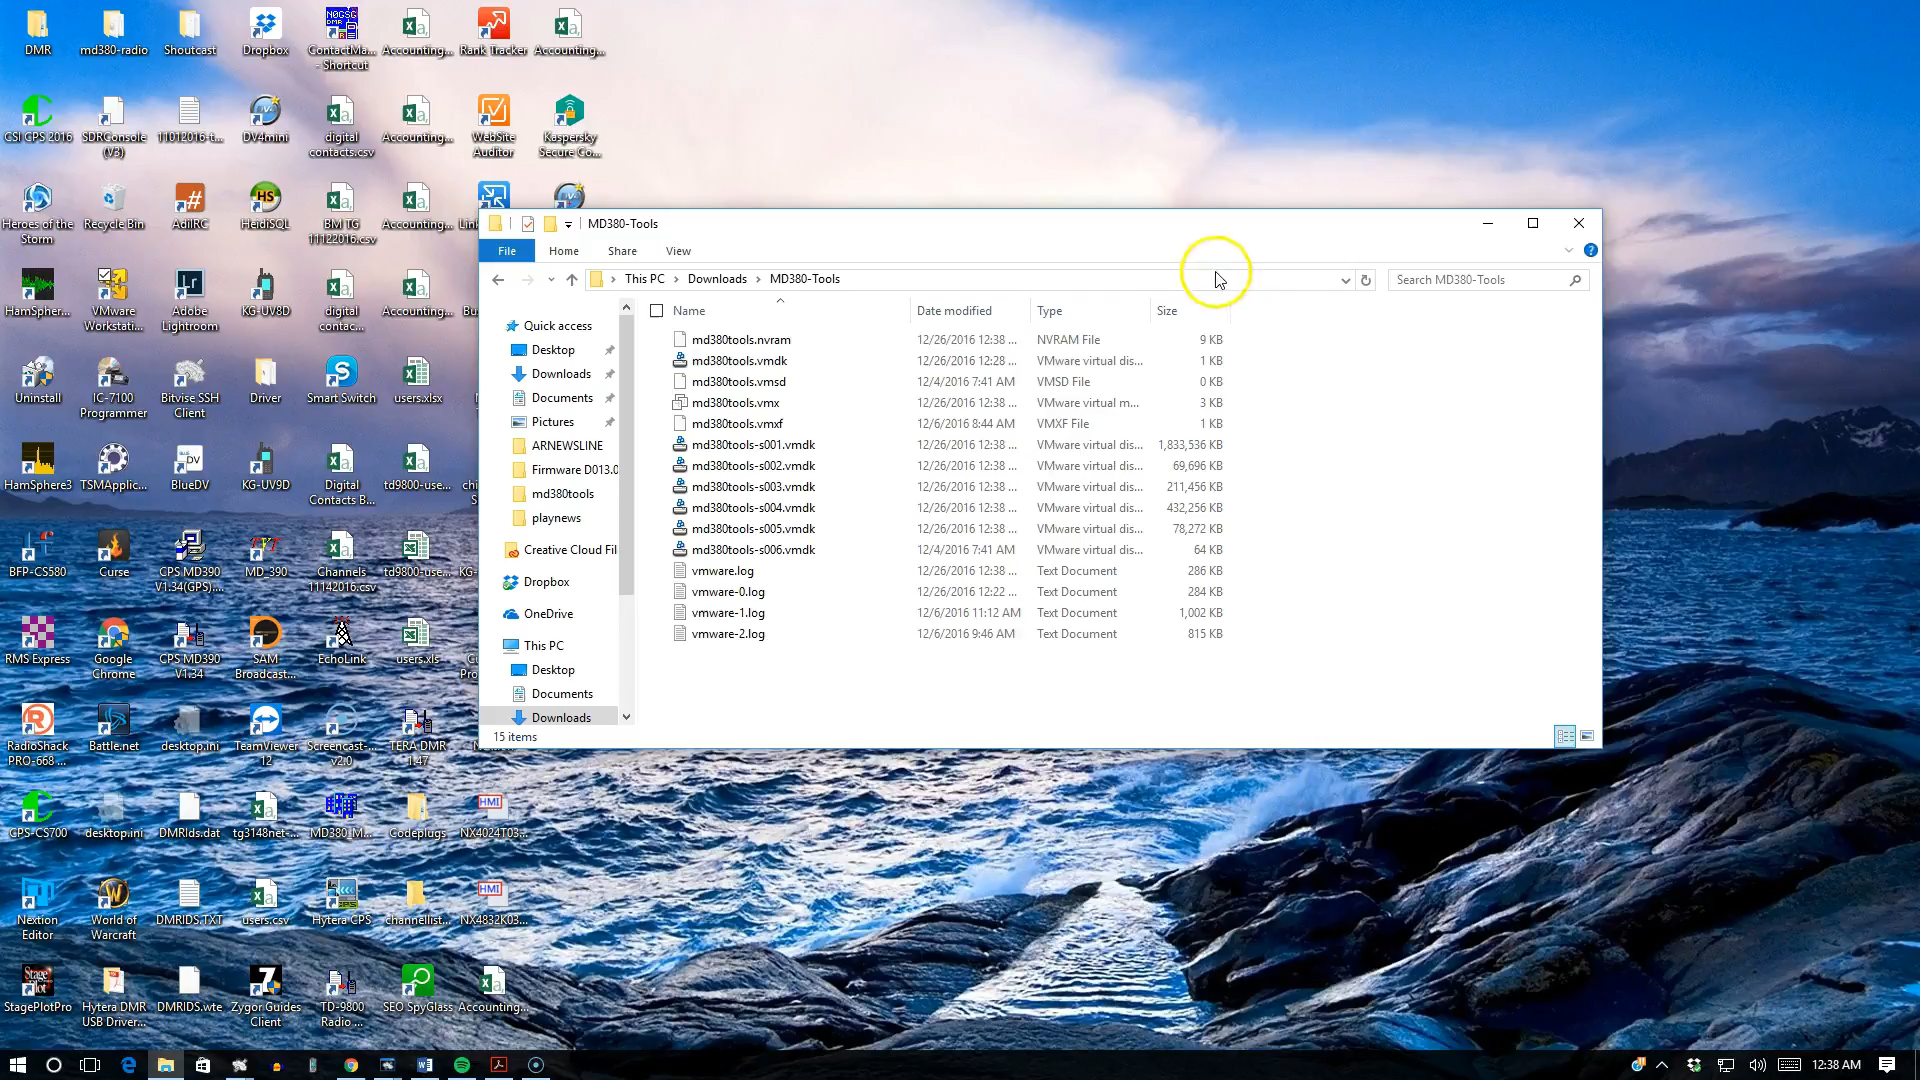 DMR
md380-radio
Shoutcast
Dropbox
N0GSG
DMR
ContactMa...
- Shortcut
Accounting...
Rank Tracker
Accounting...
CSI CPS 2016
SDRConsole
(V3)
11012016-t...
DV4mini
digital
contacts.csv
Accounting...
WebSite
Auditor
Kaspersky
Secure Co...
Heroes of the
Storm
Recycle Bin
AdiIRC
HeidiSQL
BM TG
11122016.csv
Accounting...
HamSpher...
VMware
Workstati...
Adobe
Lightroom
KG-UV8D
digital
contac...
Accounting...
Uninstall
IC-7100
Programmer
Bitvise SSH
Client
Driver
Smart Switch
users.xlsx
HamSphere3
TSMApplic...
BlueDV
KG-UV9D
Digital
Contacts B...
td9800-use...
BFP-CS580
Curse
CPS MD390
V1.34(GPS)....
MD_390
Channels
11142016.csv
td9800-use...
RMS Express
Google
Chrome
CPS MD390
V1.34
SAM
Broadcast...
EchoLink
users.xls
RadioShack
PRO-668 ...
Battle.net
desktop.ini
TeamViewer
12
Screencast-...
v2.0
TERA DMR
1.47
CPS-CS700
desktop.ini
DMRIds.dat
tg3148net-...
MD380_M...
Codeplugs
HMI
NX4024T03...
Nextion
Editor
World of
Warcraft
DMRIDS.TXT
users.csv
Hytera CPS
channellist...
HMI
NX4832K03...
StagePlotPro
Hytera DMR
USB Driver...
DMRIDS.wte
Zygor Guides
Client
TD-9800
Radio ...
SEO SpyGlass
Accounting...
MD380-Tools
File
Home
Share
View
This PC
Downloads
MD380-Tools
Search MD380-Tools
Quick access
Desktop
Downloads
Documents
Pictures
ARNEWSLINE
Firmware D013.0
md380tools
playnews
Creative Cloud Fil
Dropbox
OneDrive
This PC
Desktop
Documents
Downloads
Name Date modified Type Size
md380tools.nvram 12/26/2016 12:38 ... NVRAM File 9 KB
md380tools.vmdk 12/26/2016 12:28 ... VMware virtual dis... 1 KB
md380tools.vmsd 12/4/2016 7:41 AM VMSD File 0 KB
md380tools.vmx 12/26/2016 12:38 ... VMware virtual m... 3 KB
md380tools.vmxf 12/6/2016 8:44 AM VMXF File 1 KB
md380tools-s001.vmdk 12/26/2016 12:38 ... VMware virtual dis... 1,833,536 KB
md380tools-s002.vmdk 12/26/2016 12:38 ... VMware virtual dis... 69,696 KB
md380tools-s003.vmdk 12/26/2016 12:38 ... VMware virtual dis... 211,456 KB
md380tools-s004.vmdk 12/26/2016 12:38 ... VMware virtual dis... 432,256 KB
md380tools-s005.vmdk 12/26/2016 12:38 ... VMware virtual dis... 78,272 KB
md380tools-s006.vmdk 12/4/2016 7:41 AM VMware virtual dis... 64 KB
vmware.log 12/26/2016 12:38 ... Text Document 286 KB
vmware-0.log 12/26/2016 12:22 ... Text Document 284 KB
vmware-1.log 12/6/2016 11:12 AM Text Document 1,002 KB
vmware-2.log 12/6/2016 9:46 AM Text Document 815 KB
15 items
12:38 AM